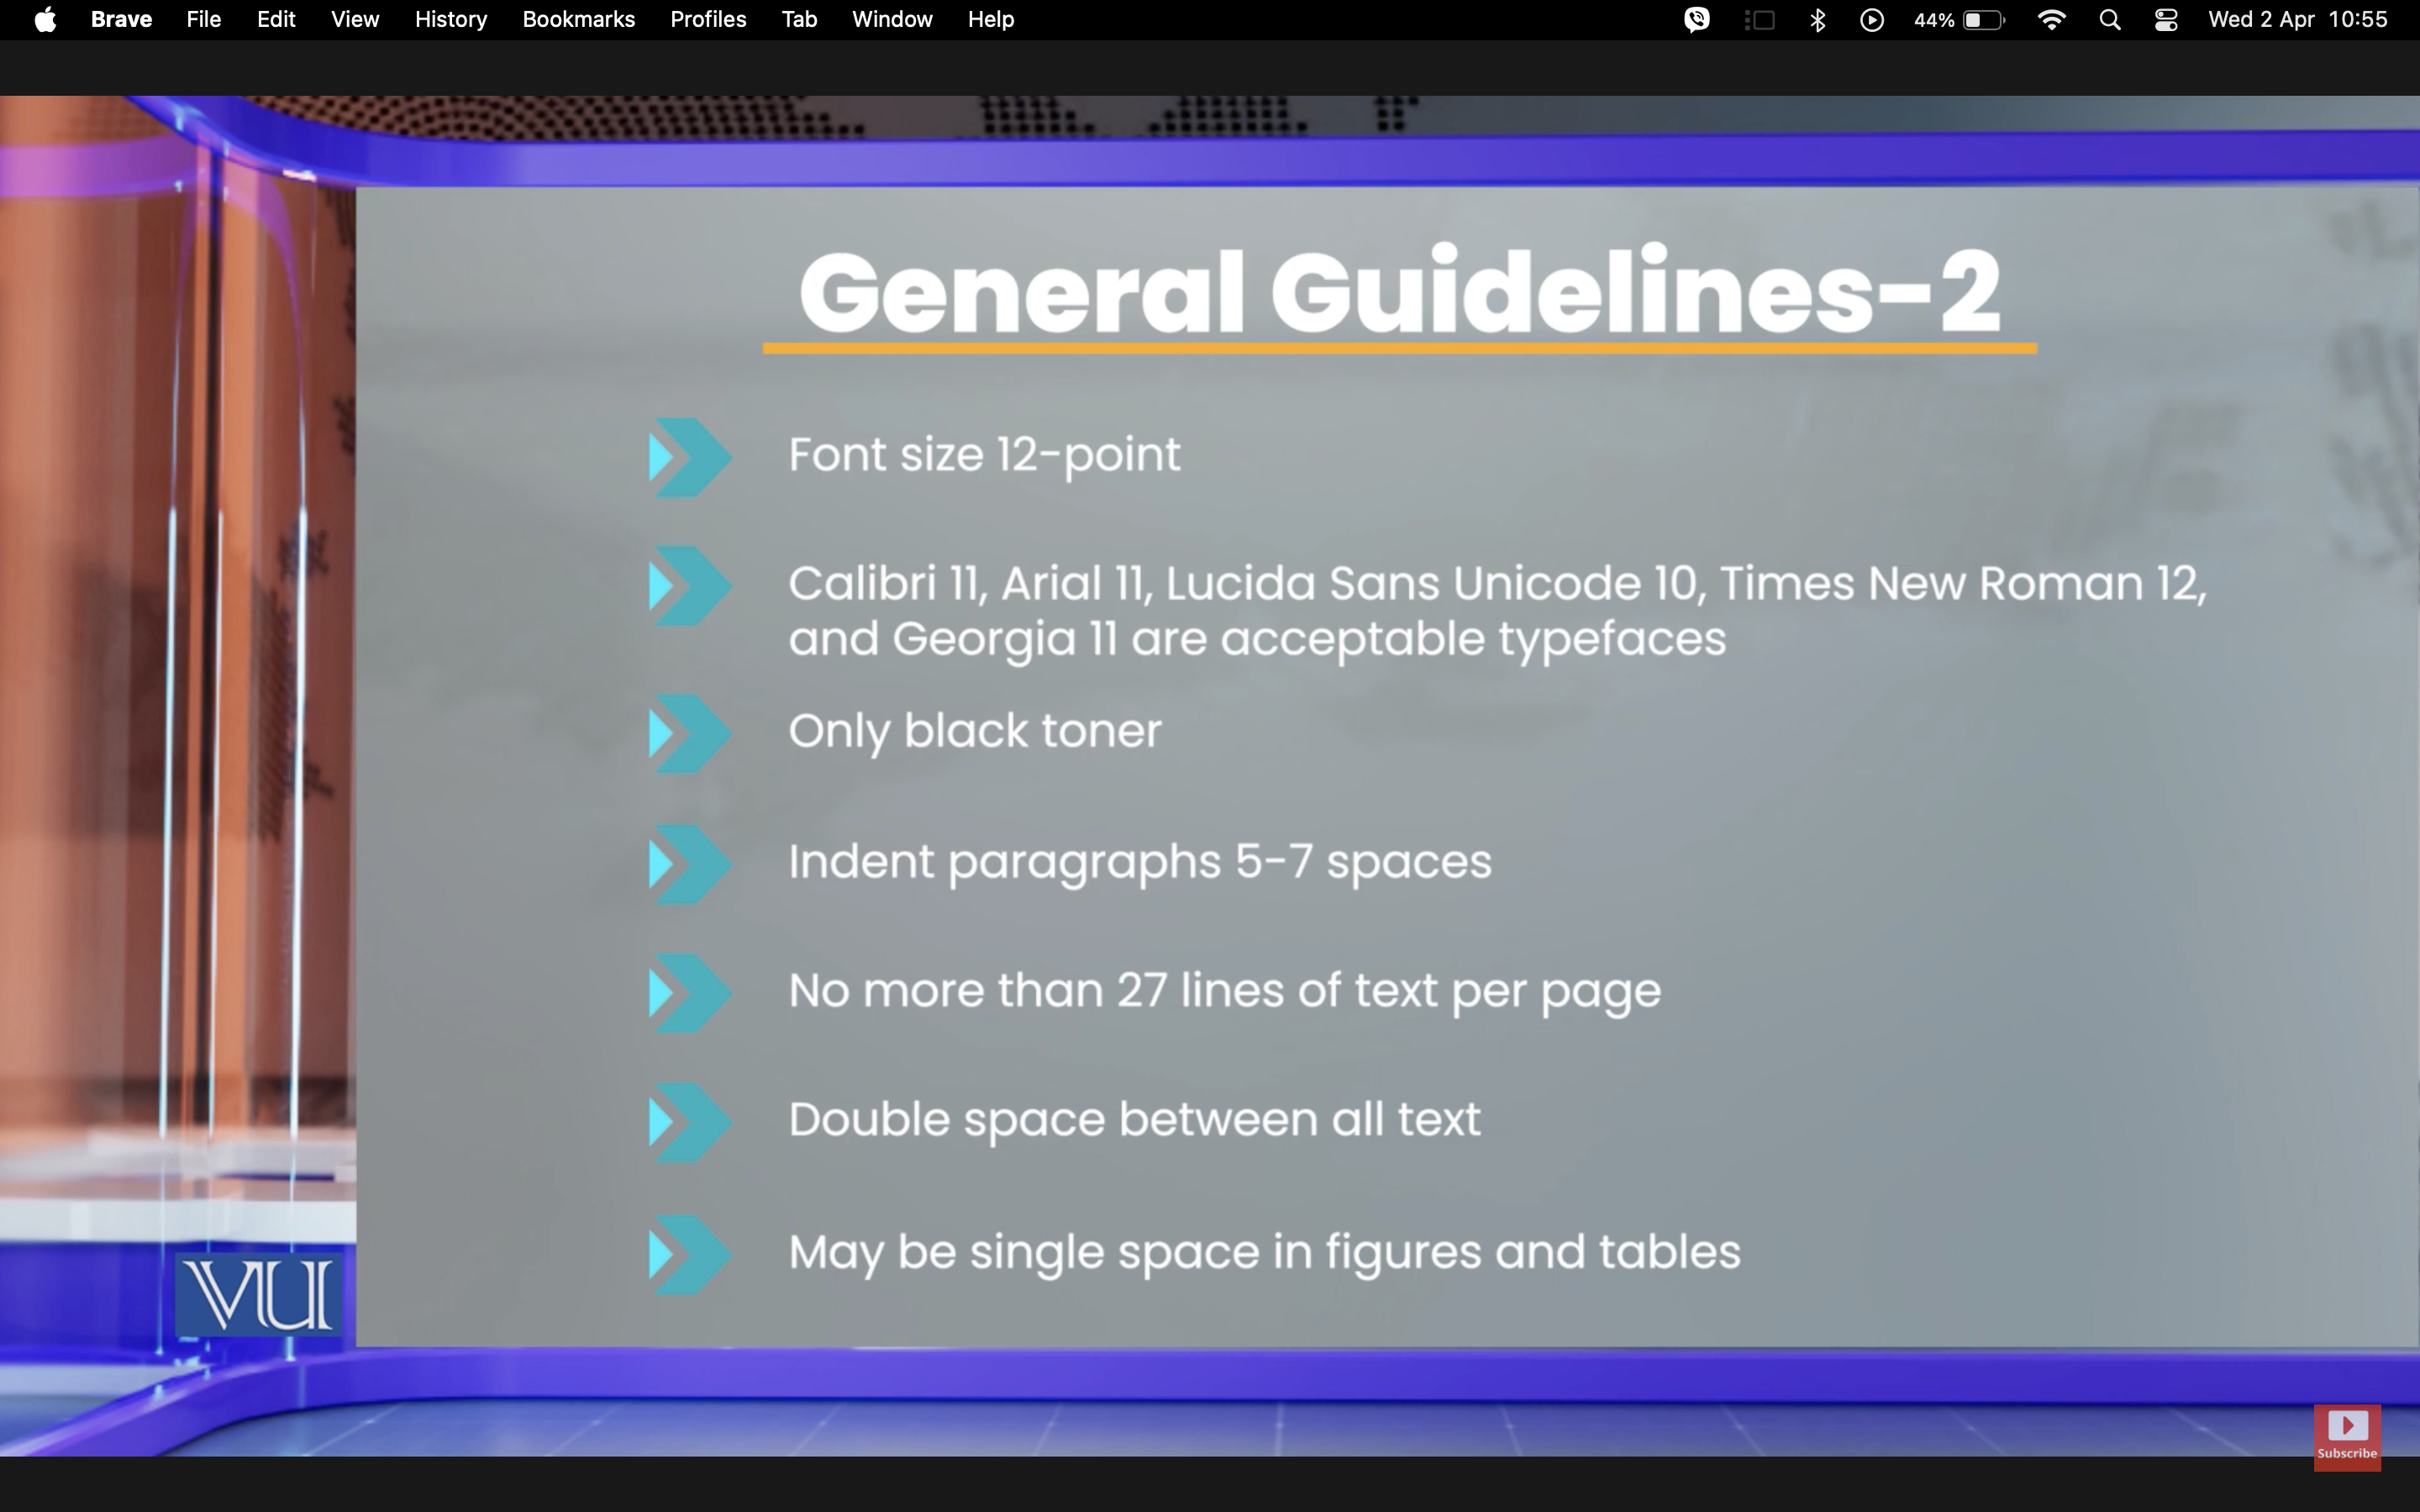 Brave File Edit View History Bookmarks Profiles Tab Window Help 44% Wed 2 Apr 10:55
General Guidelines-2
Font size 12-point
Calibri 11, Arial 11, Lucida Sans Unicode 10, Times New Roman 12,
and Georgia 11 are acceptable typefaces
Only black toner
Indent paragraphs 5-7 spaces
No more than 27 lines of text per page
Double space between all text
May be single space in figures and tables
VU
Subscribe